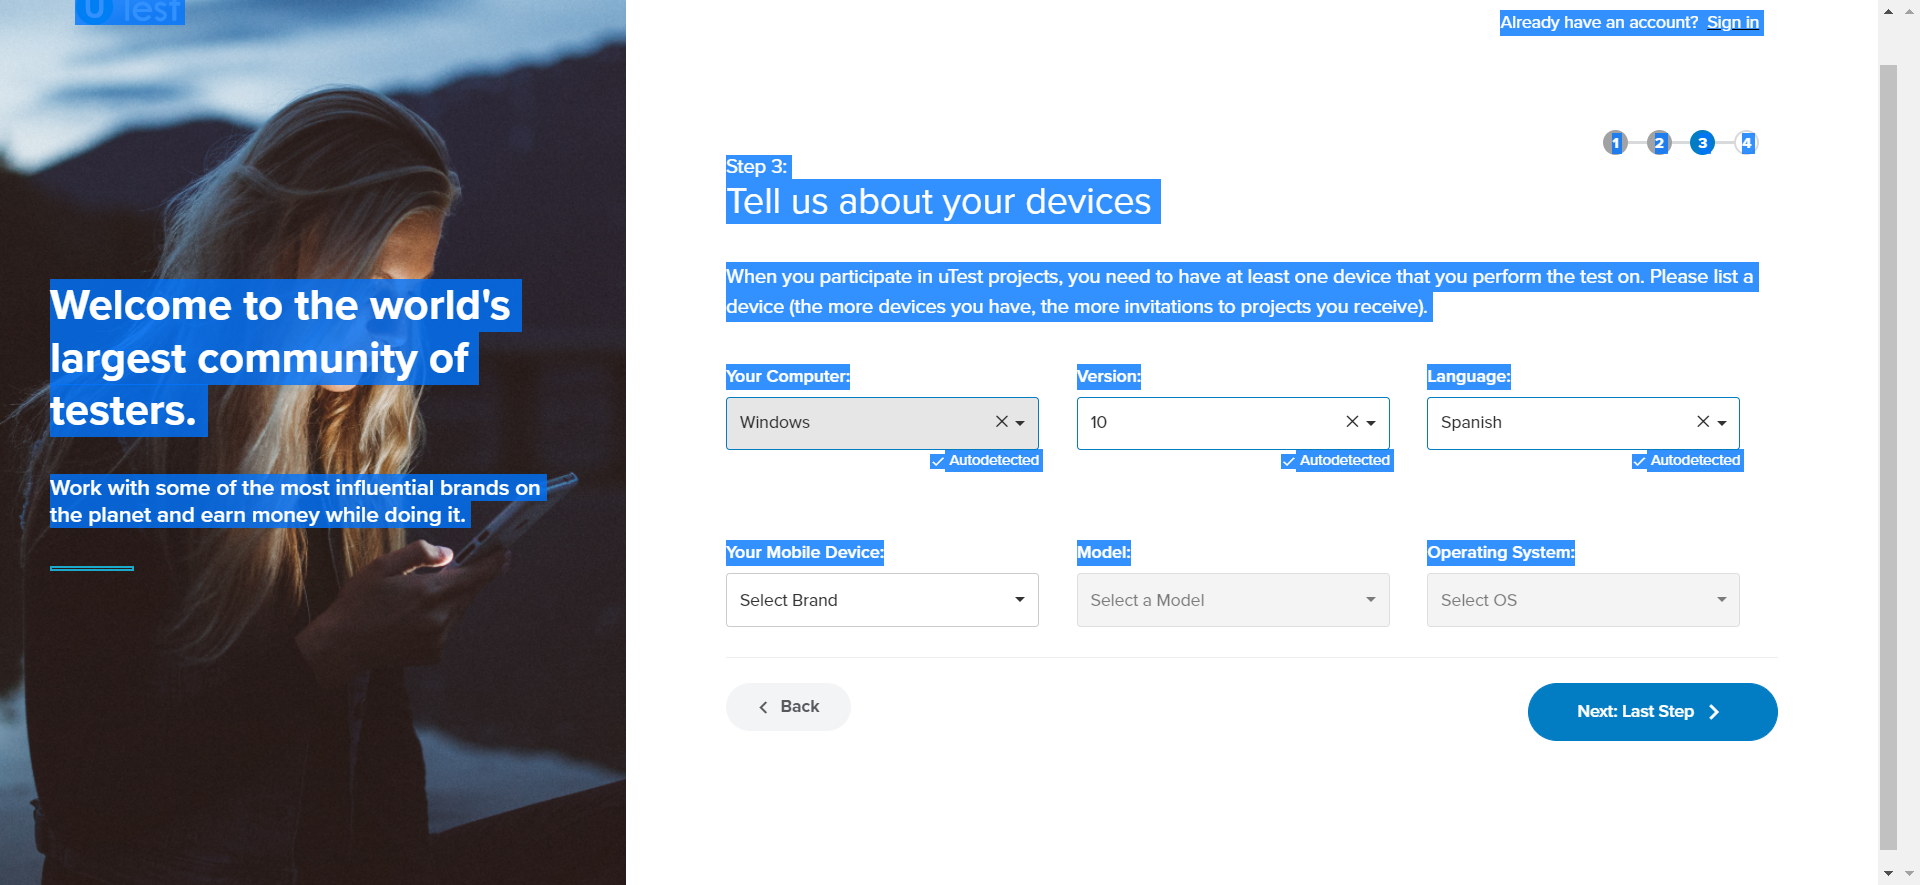 uTest
Already have an account? Sign in
1 2 3 4
Welcome to the world's
largest community of
testers.
Work with some of the most influential brands on
the planet and earn money while doing it.
Step 3:
Tell us about your devices
When you participate in uTest projects, you need to have at least one device that you perform the test on. Please list a
device (the more devices you have, the more invitations to projects you receive).
Your Computer: Version: Language:
Windows 10 Spanish
Autodetected Autodetected Autodetected
Your Mobile Device: Model: Operating System:
Select Brand Select a Model Select OS
Back Next: Last Step